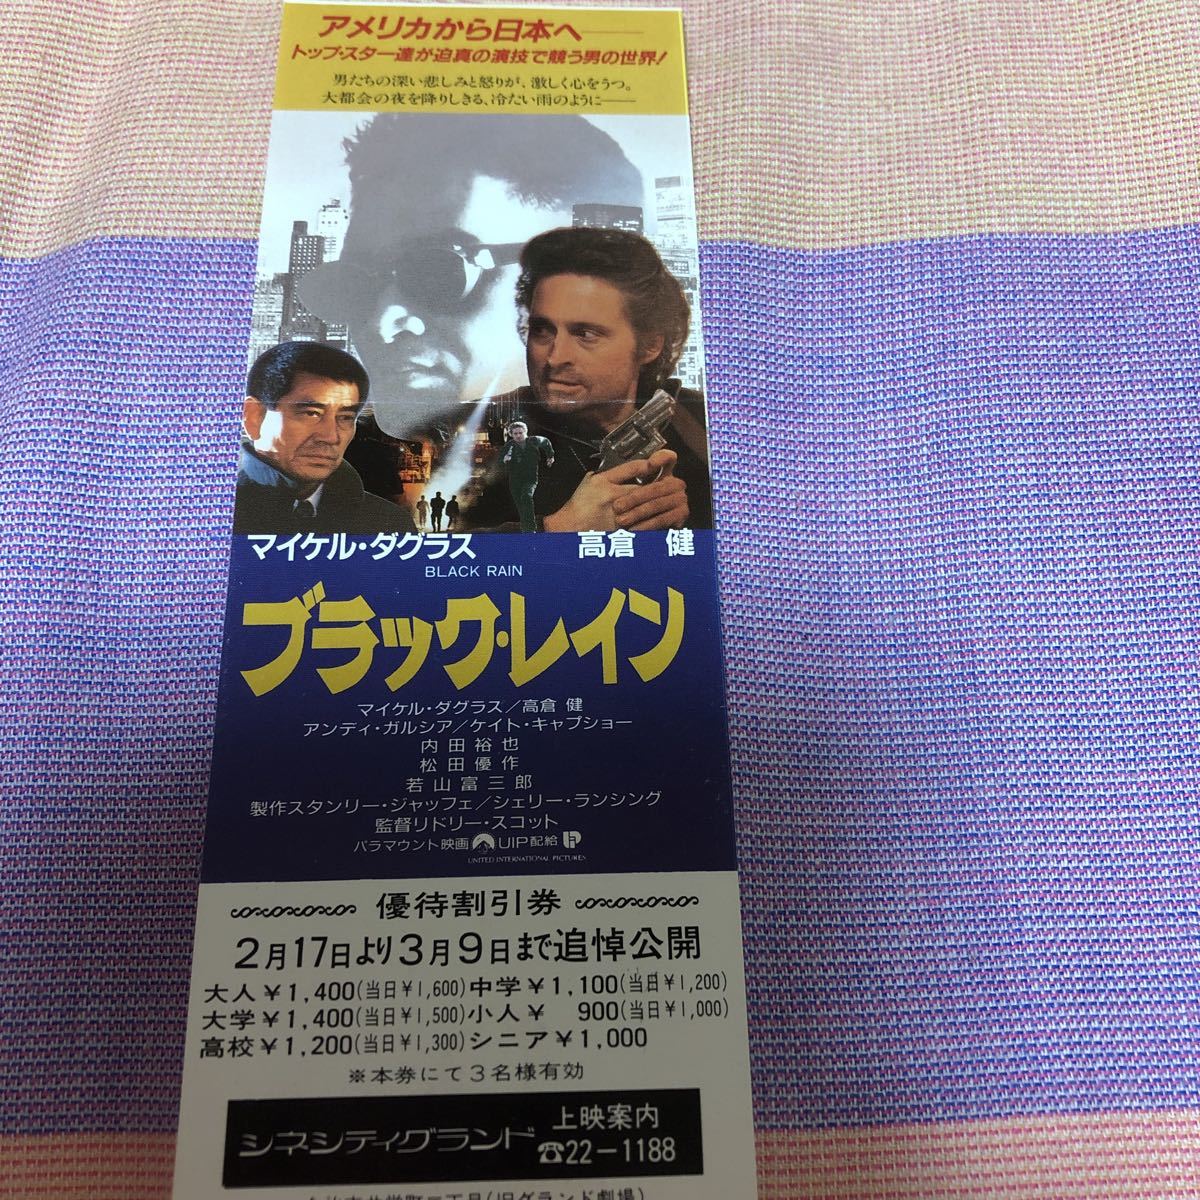 アメリカから日本へ——
トップ・スター達が迫真の演技で競う男の世界!
男たちの深い悲しみと怒りが、激しく心をうつ。
大都会の夜を降りしきる、冷たい雨のように——
マイケル・ダグラス 高倉 健
BLACK RAIN
ブラック・レイン
マイケル・ダグラス/高倉 健
アンディ・ガルシア/ケイト・キャプショー
内田裕也
松田優作
若山富三郎
製作スタンリー・ジャッフェ/シェリー・ランシング
監督リドリー・スコット
パラマウント映画 UIP配給
UNITED INTERNATIONAL PICTURES
優待割引券
2月17日より3月9日まで追悼公開
大人¥1,400(当日¥1,600) 中学¥1,100(当日¥1,200)
大学¥1,400(当日¥1,500) 小人¥ 900(当日¥1,000)
高校¥1,200(当日¥1,300) シニア¥1,000
※本券にて3名様有効
シネシティグランド 上映案内 ☎22-1188